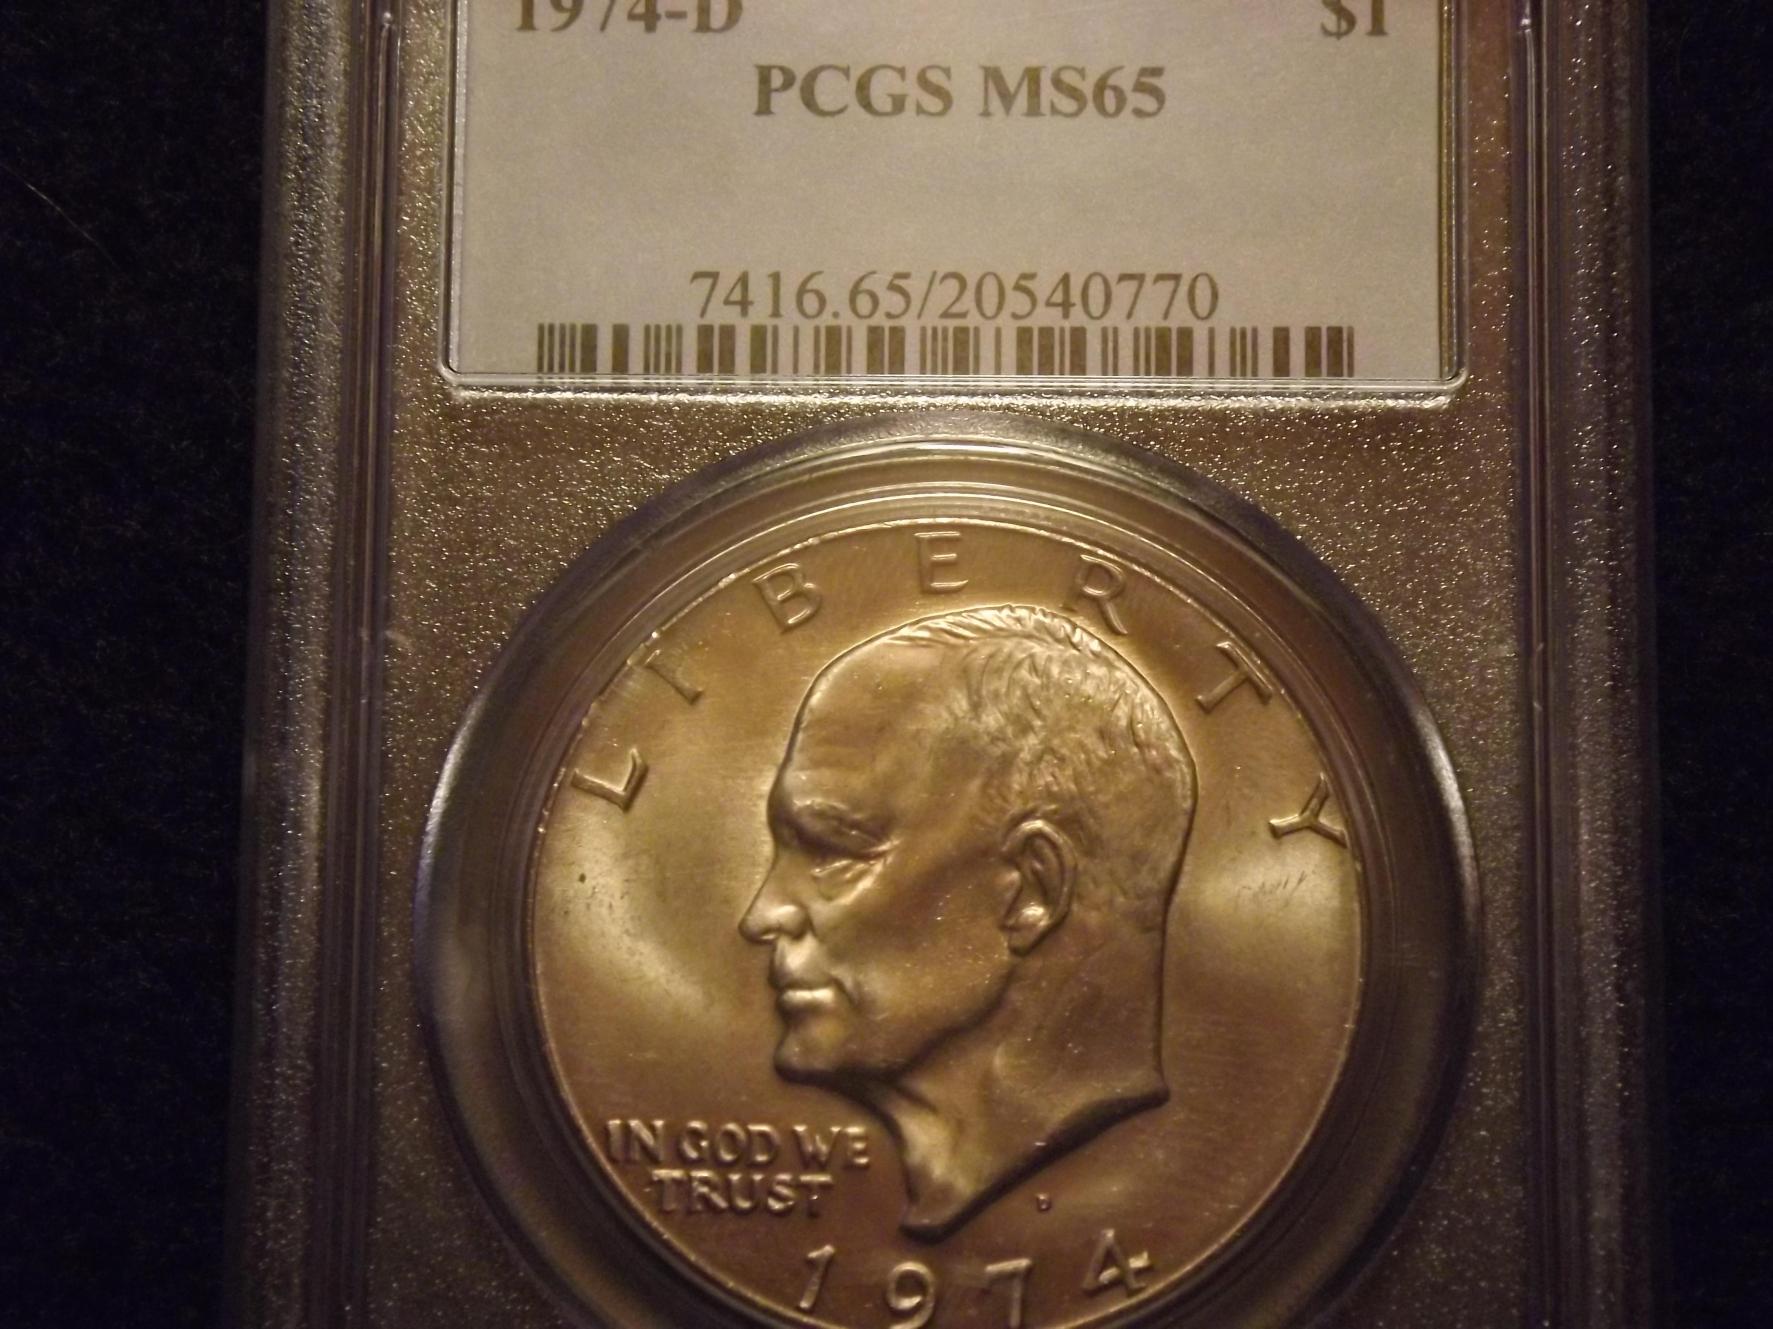 1974-D $1
PCGS MS65
7416.65/20540770
LIBERTY
IN GOD WE
TRUST
D
1974